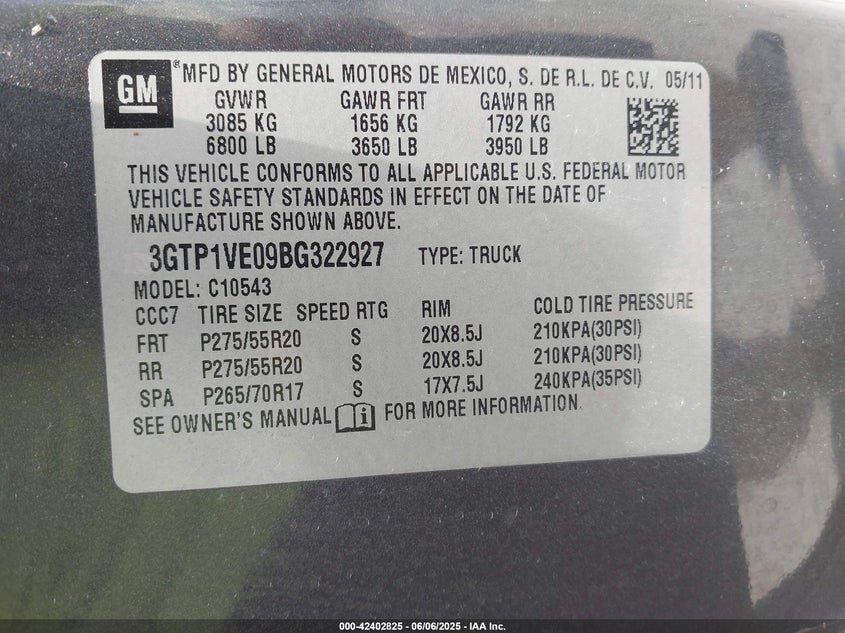 GM
® MFD BY GENERAL MOTORS DE MEXICO, S. DE R.L. DE C.V. 05/11
GVWR GAWR FRT GAWR RR
3085 KG 1656 KG 1792 KG
6800 LB 3650 LB 3950 LB
THIS VEHICLE CONFORMS TO ALL APPLICABLE U.S. FEDERAL MOTOR
VEHICLE SAFETY STANDARDS IN EFFECT ON THE DATE OF
MANUFACTURE SHOWN ABOVE.
3GTP1VE09BG322927 TYPE: TRUCK
MODEL: C10543
CCC7 TIRE SIZE SPEED RTG RIM COLD TIRE PRESSURE
FRT P275/55R20 S 20X8.5J 210KPA(30PSI)
RR P275/55R20 S 20X8.5J 210KPA(30PSI)
SPA P265/70R17 S 17X7.5J 240KPA(35PSI)
SEE OWNER'S MANUAL i FOR MORE INFORMATION.
000-42402825 - 06/06/2025 - IAA Inc.